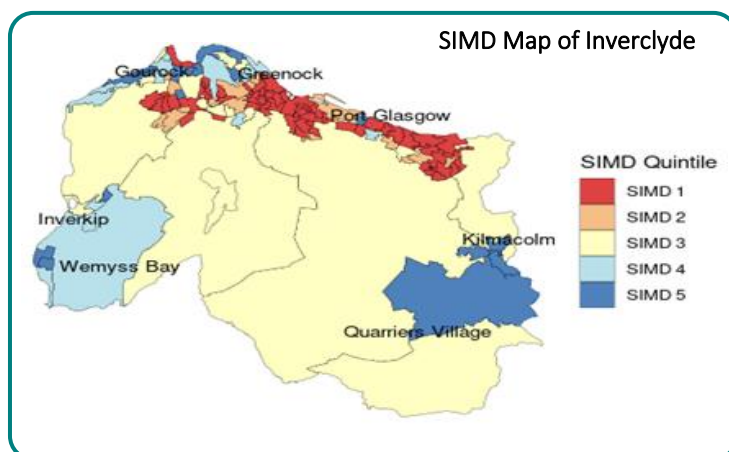 SIMD Map of Inverclyde
Gourock
Greenock
Port Glasgow
SIMD Quintile
SIMD 1
SIMD 2
SIMD 3
SIMD 4
SIMD 5
Inverkip
Kilmacolm
Wemyss Bay
Quarriers Village